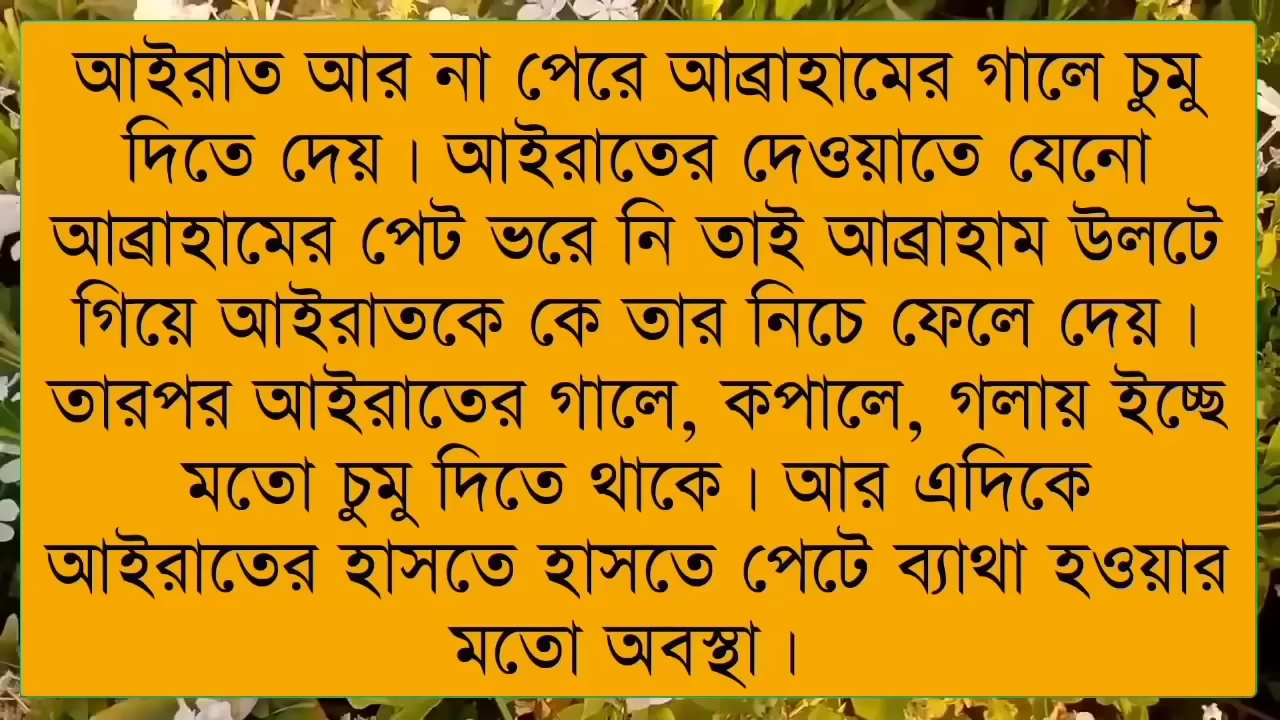 আইরাত আর না পেরে আব্রাহামের গালে চুমু
দিতে দেয় । আইরাতের দেওয়াতে যেনো
আব্রাহামের পেট ভরে নি তাই আব্রাহাম উলটে
গিয়ে আইরাতকে কে তার নিচে ফেলে দেয় ।
তারপর আইরাতের গালে, কপালে, গলায় ইচ্ছে
মতো চুমু দিতে থাকে । আর এদিকে
আইরাতের হাসতে হাসতে পেটে ব্যাথা হওয়ার
মতো অবস্থা ।